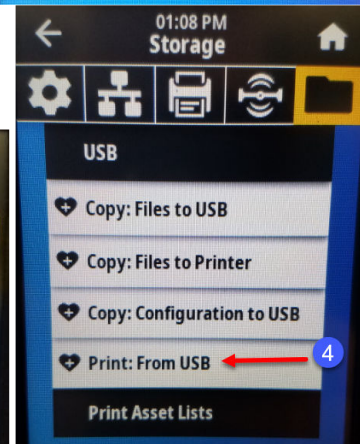 01:08 PM
Storage
USB
Copy: Files to USB
Copy: Files to Printer
Copy: Configuration to USB
Print: From USB
4
Print Asset Lists